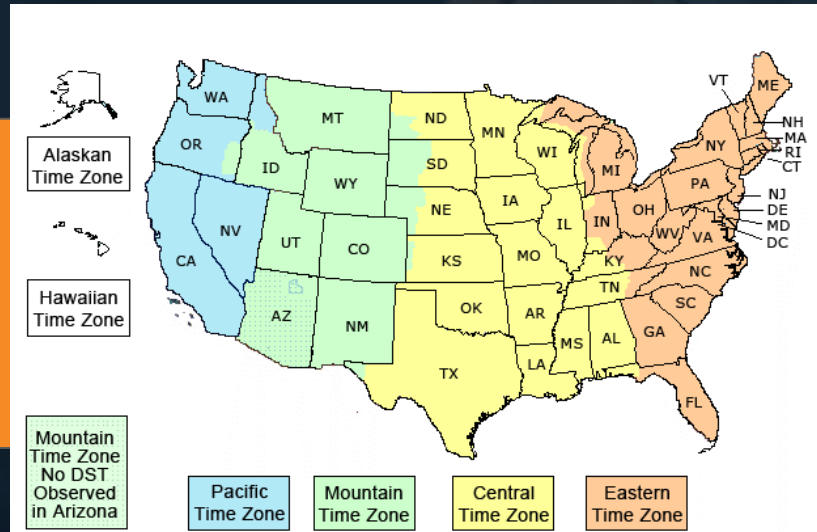 Alaskan
Time Zone
Hawaiian
Time Zone
Mountain
Time Zone
No DST
Observed
in Arizona
WA
OR
CA
NV
ID
MT
WY
UT
CO
AZ
NM
ND
SD
NE
KS
OK
TX
MN
IA
MO
AR
LA
WI
IL
MS
AL
TN
KY
IN
MI
OH
WV
VA
NC
SC
GA
FL
PA
NY
VT
ME
NH
MA
RI
CT
NJ
DE
MD
DC
Pacific
Time Zone
Mountain
Time Zone
Central
Time Zone
Eastern
Time Zone